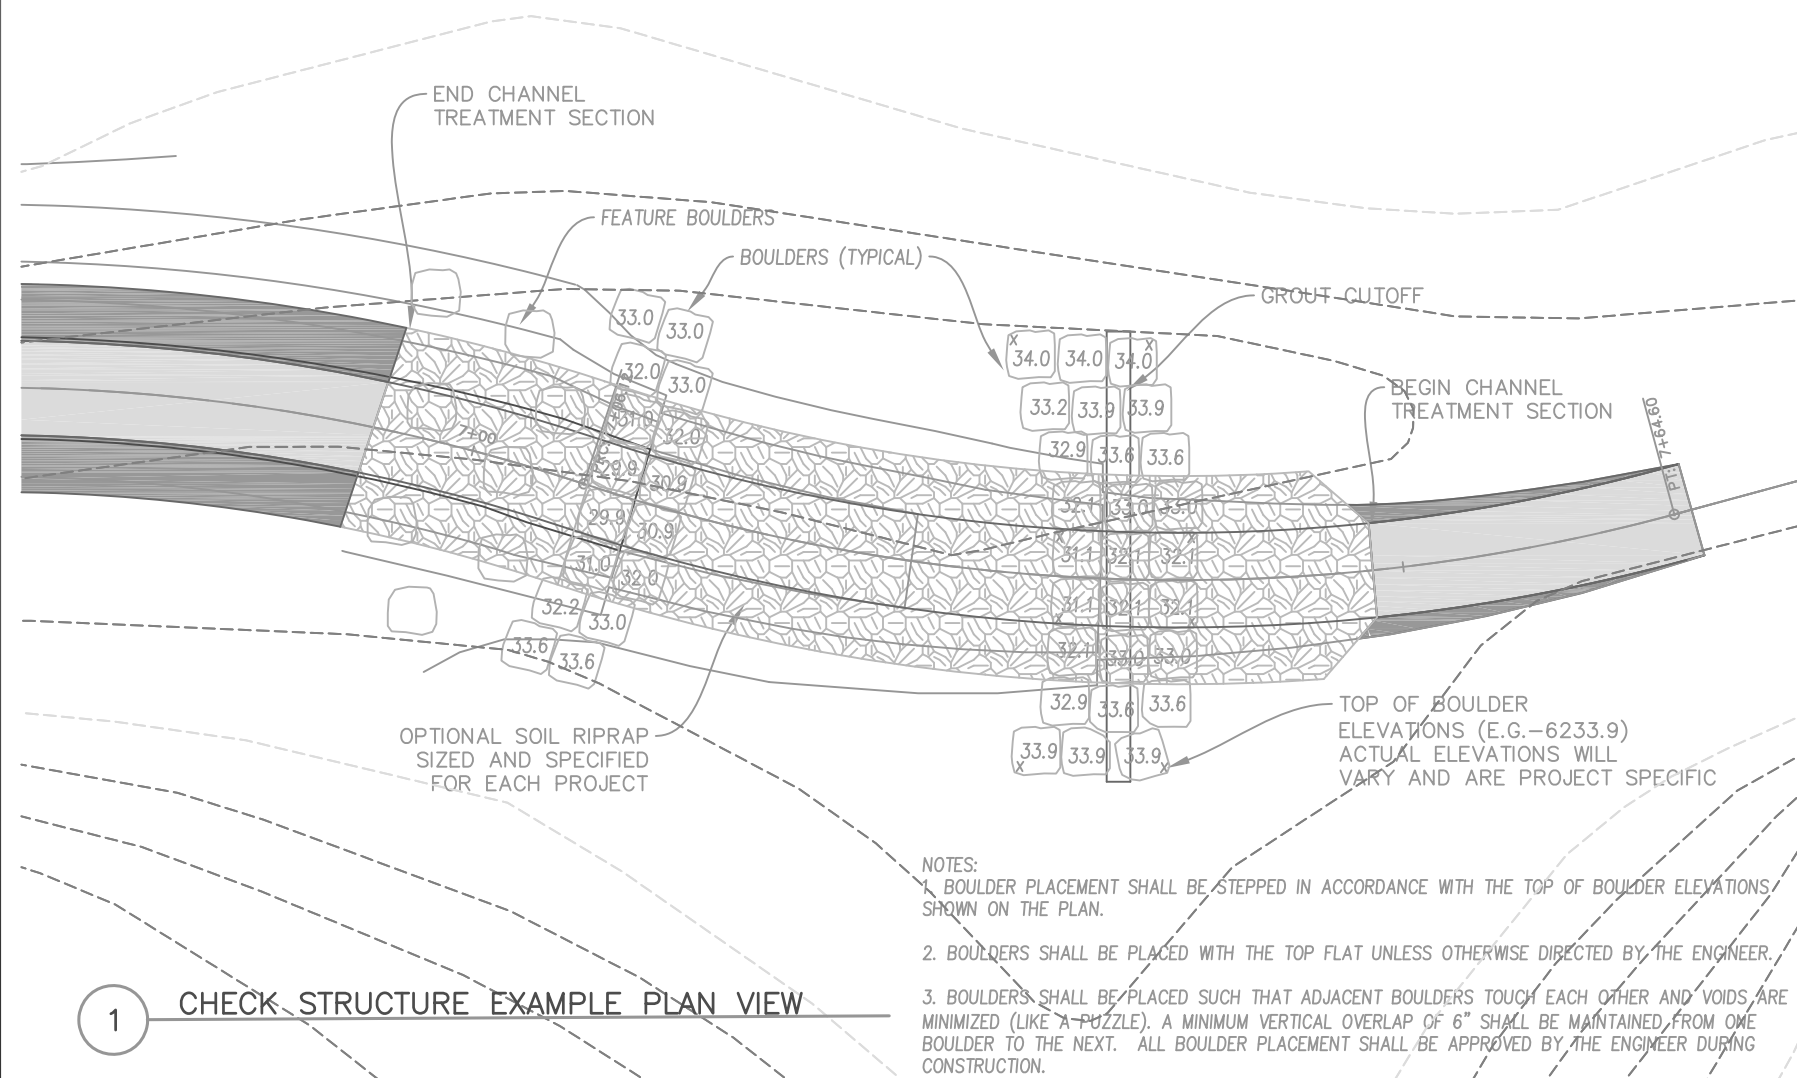 END CHANNEL
TREATMENT SECTION
FEATURE BOULDERS
BOULDERS (TYPICAL)
GROUT CUTOFF
BEGIN CHANNEL
TREATMENT SECTION
PT: 7+64.60
33.0
33.0
32.0
33.0
31.0
32.0
7+00
29.9
30.9
29.9
30.9
31.0
32.0
32.2
33.0
33.6
33.6
X
X
34.0
34.0
34.0
33.2
33.9
33.9
32.9
33.6
33.6
32.1
33.0
33.0
X
X
31.1
32.1
32.1
31.1
32.1
32.1
X
X
32.1
33.0
33.0
32.9
33.6
33.6
33.9
33.9
33.9
X
X
OPTIONAL SOIL RIPRAP
SIZED AND SPECIFIED
FOR EACH PROJECT
TOP OF BOULDER
ELEVATIONS (E.G.-6233.9)
ACTUAL ELEVATIONS WILL
VARY AND ARE PROJECT SPECIFIC
NOTES:
1. BOULDER PLACEMENT SHALL BE STEPPED IN ACCORDANCE WITH THE TOP OF BOULDER ELEVATIONS
SHOWN ON THE PLAN.
2. BOULDERS SHALL BE PLACED WITH THE TOP FLAT UNLESS OTHERWISE DIRECTED BY THE ENGINEER.
3. BOULDERS SHALL BE PLACED SUCH THAT ADJACENT BOULDERS TOUCH EACH OTHER AND VOIDS ARE
MINIMIZED (LIKE A PUZZLE). A MINIMUM VERTICAL OVERLAP OF 6" SHALL BE MAINTAINED FROM ONE
BOULDER TO THE NEXT. ALL BOULDER PLACEMENT SHALL BE APPROVED BY THE ENGINEER DURING
CONSTRUCTION.
1 CHECK STRUCTURE EXAMPLE PLAN VIEW